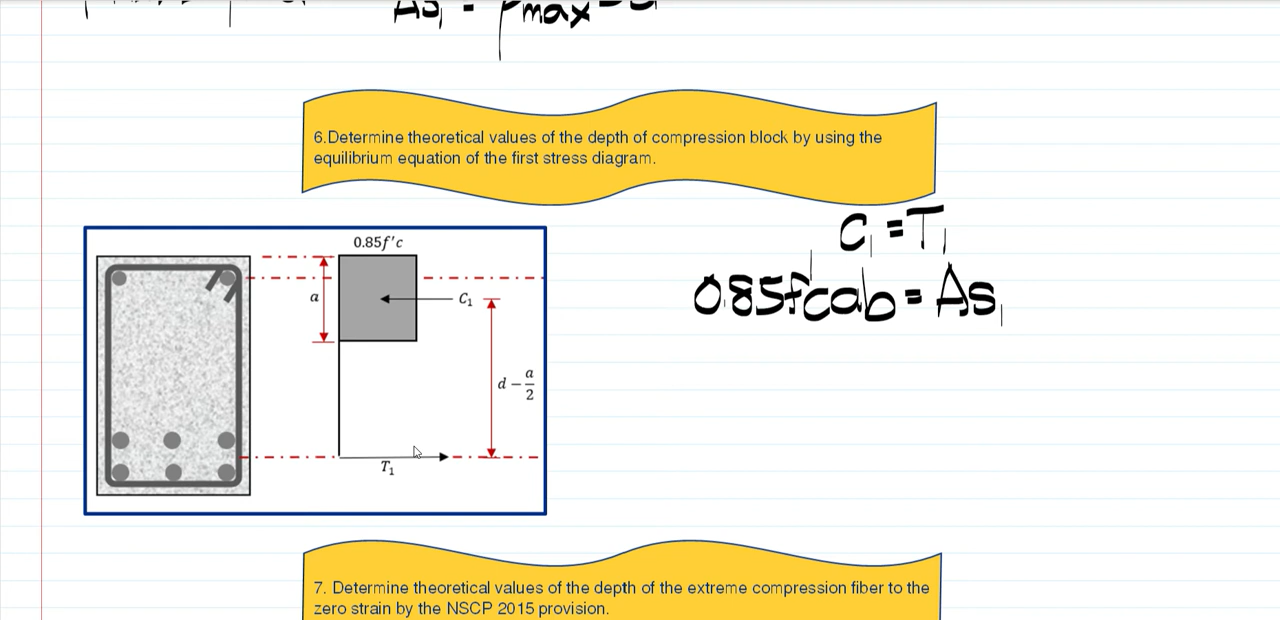 As₁ = ρmax
6.Determine theoretical values of the depth of compression block by using the
equilibrium equation of the first stress diagram.
C₁ = T₁
0.85f'cab = As₁
0.85f'c
a
C₁
d − a/2
T₁
7. Determine theoretical values of the depth of the extreme compression fiber to the
zero strain by the NSCP 2015 provision.